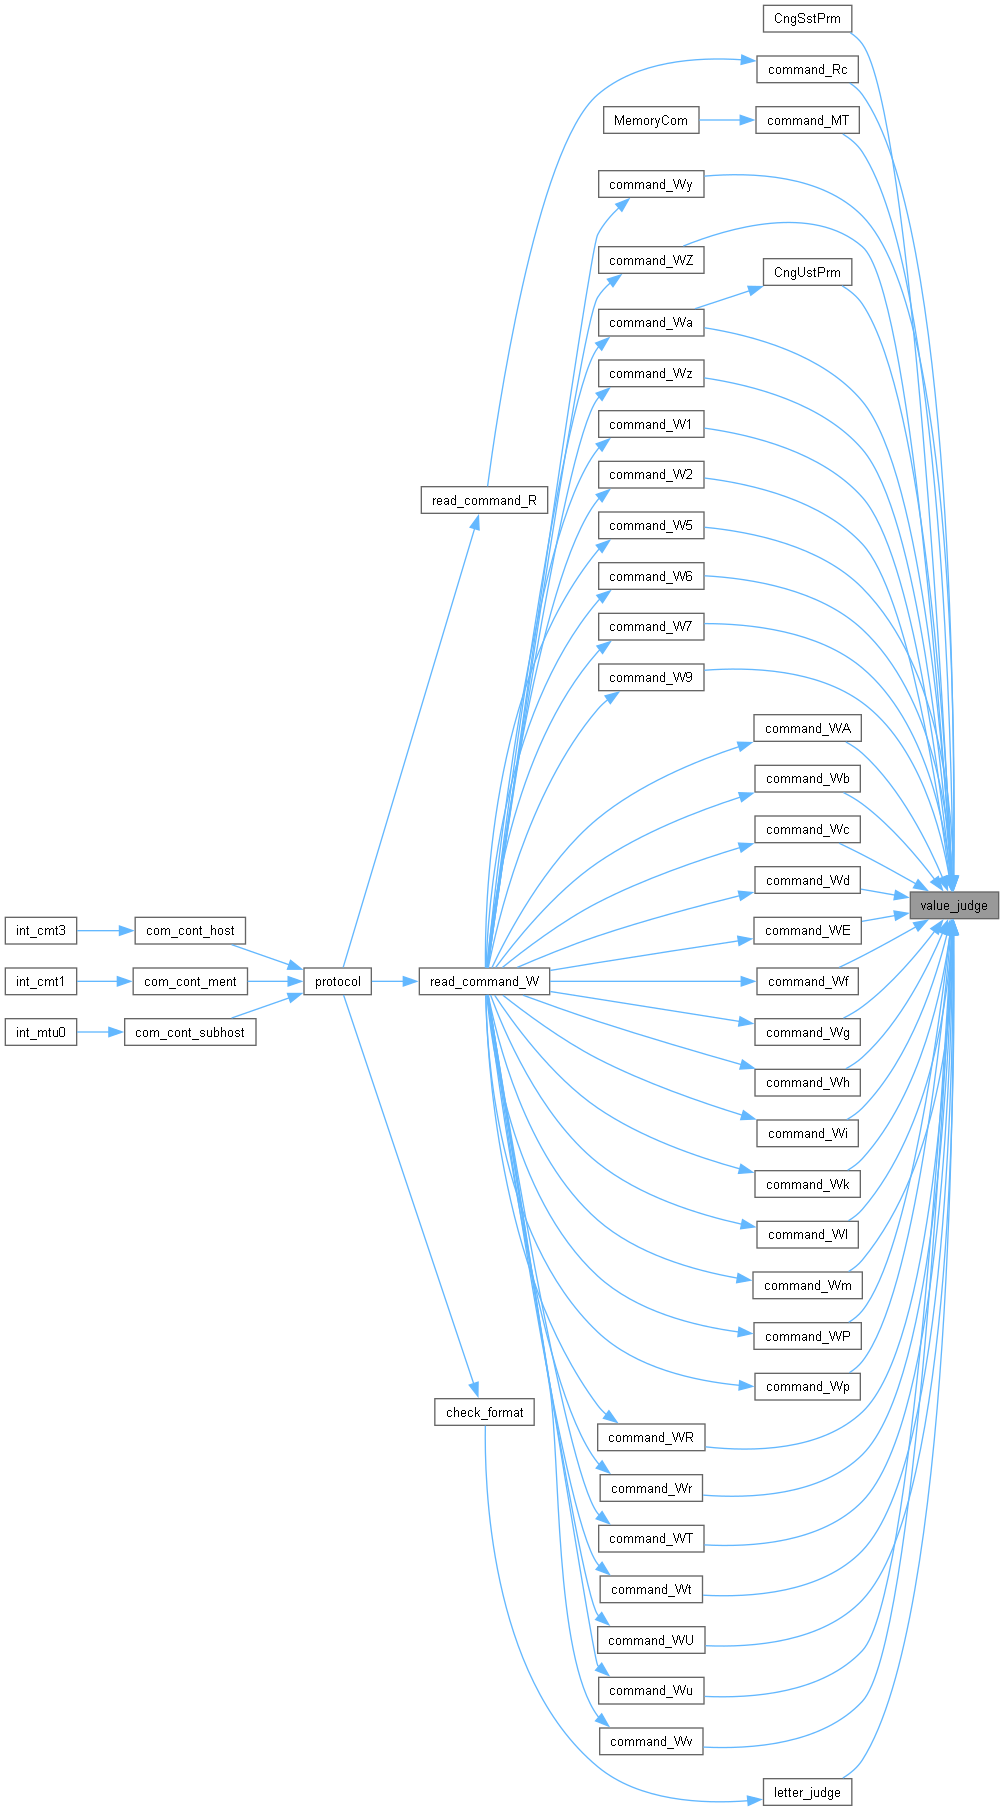 CngSstPrm
command_Rc
MemoryCom
command_MT
command_Wy
command_WZ
CngUstPrm
command_Wa
command_Wz
command_W1
command_W2
read_command_R
command_W5
command_W6
command_W7
command_W9
command_WA
command_Wb
command_Wc
command_Wd
value_judge
int_cmt3
com_cont_host
command_WE
int_cmt1
com_cont_ment
protocol
read_command_W
command_Wf
int_mtu0
com_cont_subhost
command_Wg
command_Wh
command_Wi
command_Wk
command_Wl
command_Wm
command_WP
command_Wp
check_format
command_WR
command_Wr
command_WT
command_Wt
command_WU
command_Wu
command_Wv
letter_judge